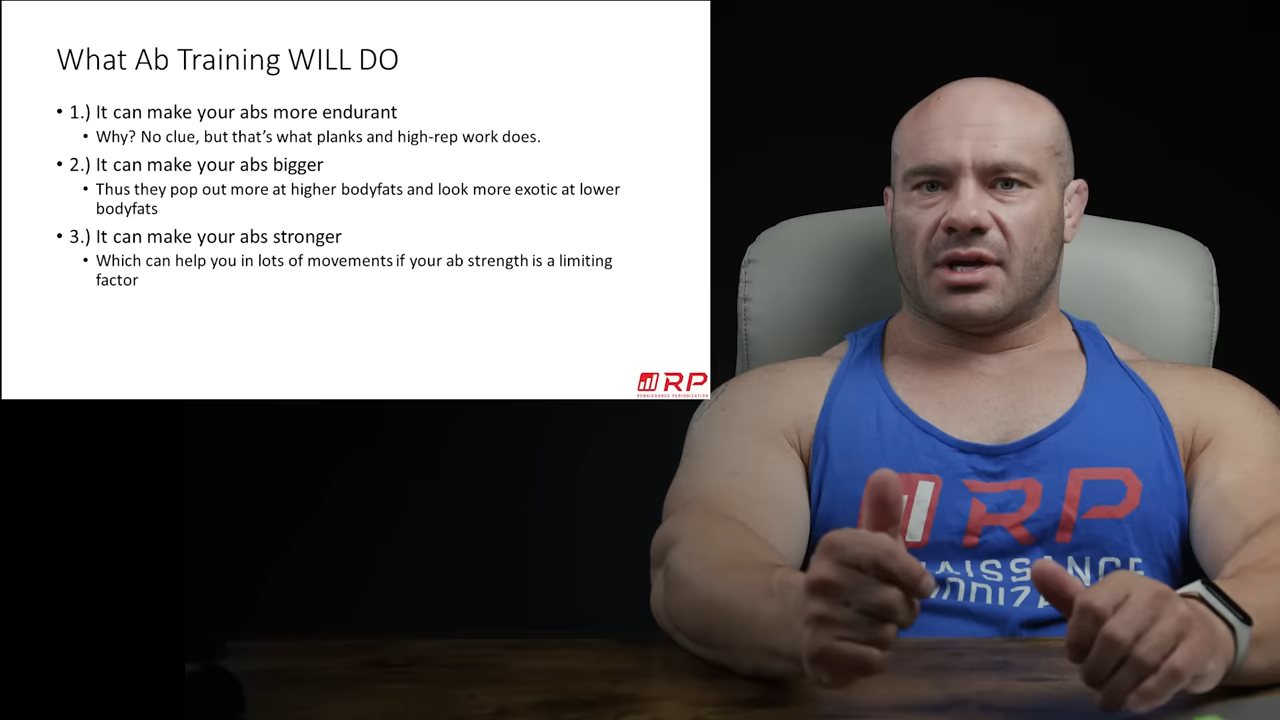 What Ab Training WILL DO
• 1.) It can make your abs more endurant
• Why? No clue, but that's what planks and high-rep work does.
• 2.) It can make your abs bigger
• Thus they pop out more at higher bodyfats and look more exotic at lower
bodyfats
• 3.) It can make your abs stronger
• Which can help you in lots of movements if your ab strength is a limiting
factor
RP
RENAISSANCE PERIODIZATION
RP